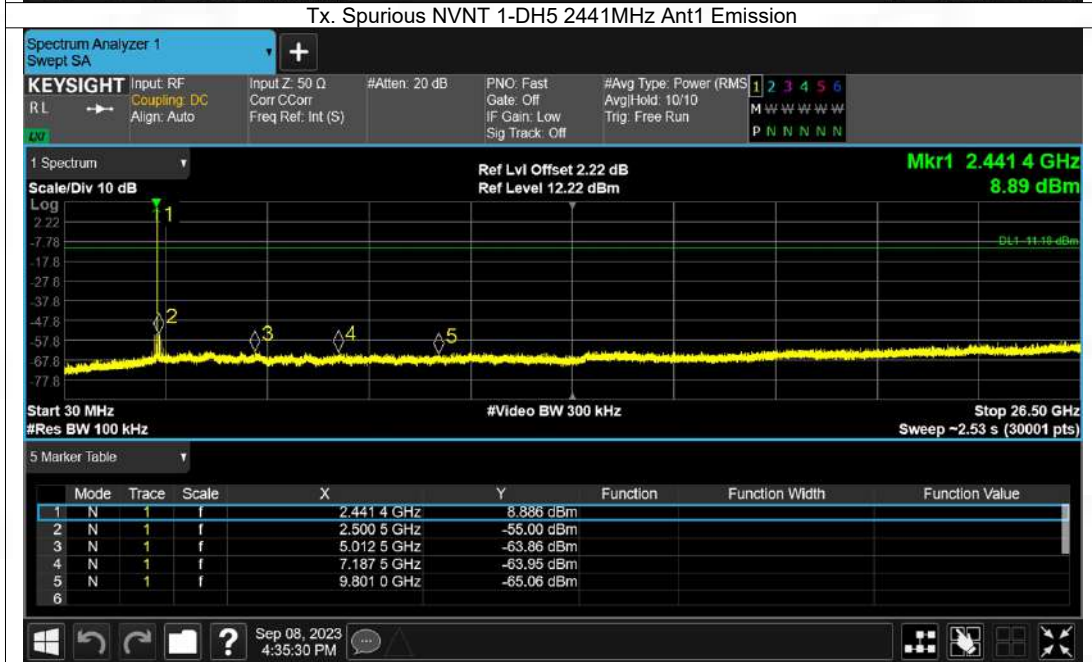 Tx. Spurious NVNT 1-DH5 2441MHz Ant1 Emission
Spectrum Analyzer 1
Swept SA
+
KEYSIGHT Input: RF Input Z: 50 Ω #Atten: 20 dB PNO: Fast #Avg Type: Power (RMS 1 2 3 4 5 6
RL Coupling: DC Corr CCorr Gate: Off Avg|Hold: 10/10 M W W W W W
Align: Auto Freq Ref: Int (S) IF Gain: Low Trig: Free Run
LXI Sig Track: Off P N N N N N
1 Spectrum Ref Lvl Offset 2.22 dB Mkr1 2.441 4 GHz
Scale/Div 10 dB Ref Level 12.22 dBm 8.89 dBm
Log
1
2.22
-7.78 DL1 -11.18 dBm
-17.8
-27.8
-37.8
-47.8 2
-57.8 3 4 5
-67.8
-77.8
Start 30 MHz #Video BW 300 kHz Stop 26.50 GHz
#Res BW 100 kHz Sweep ~2.53 s (30001 pts)
5 Marker Table
Mode Trace Scale X Y Function Function Width Function Value
1 N 1 f 2.441 4 GHz 8.886 dBm
2 N 1 f 2.500 5 GHz -55.00 dBm
3 N 1 f 5.012 5 GHz -63.86 dBm
4 N 1 f 7.187 5 GHz -63.95 dBm
5 N 1 f 9.801 0 GHz -65.06 dBm
6
? Sep 08, 2023
4:35:30 PM